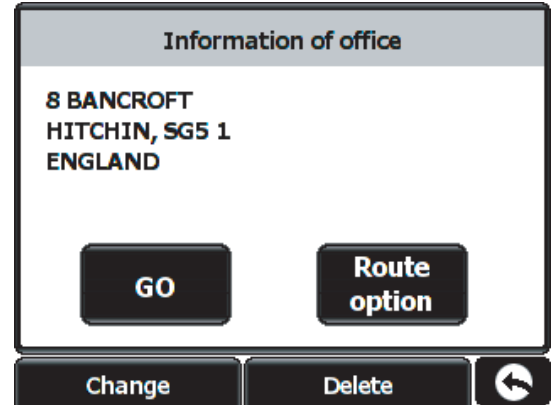 Information of office
8 BANCROFT
HITCHIN, SG5 1
ENGLAND
GO
Route
option
Change
Delete